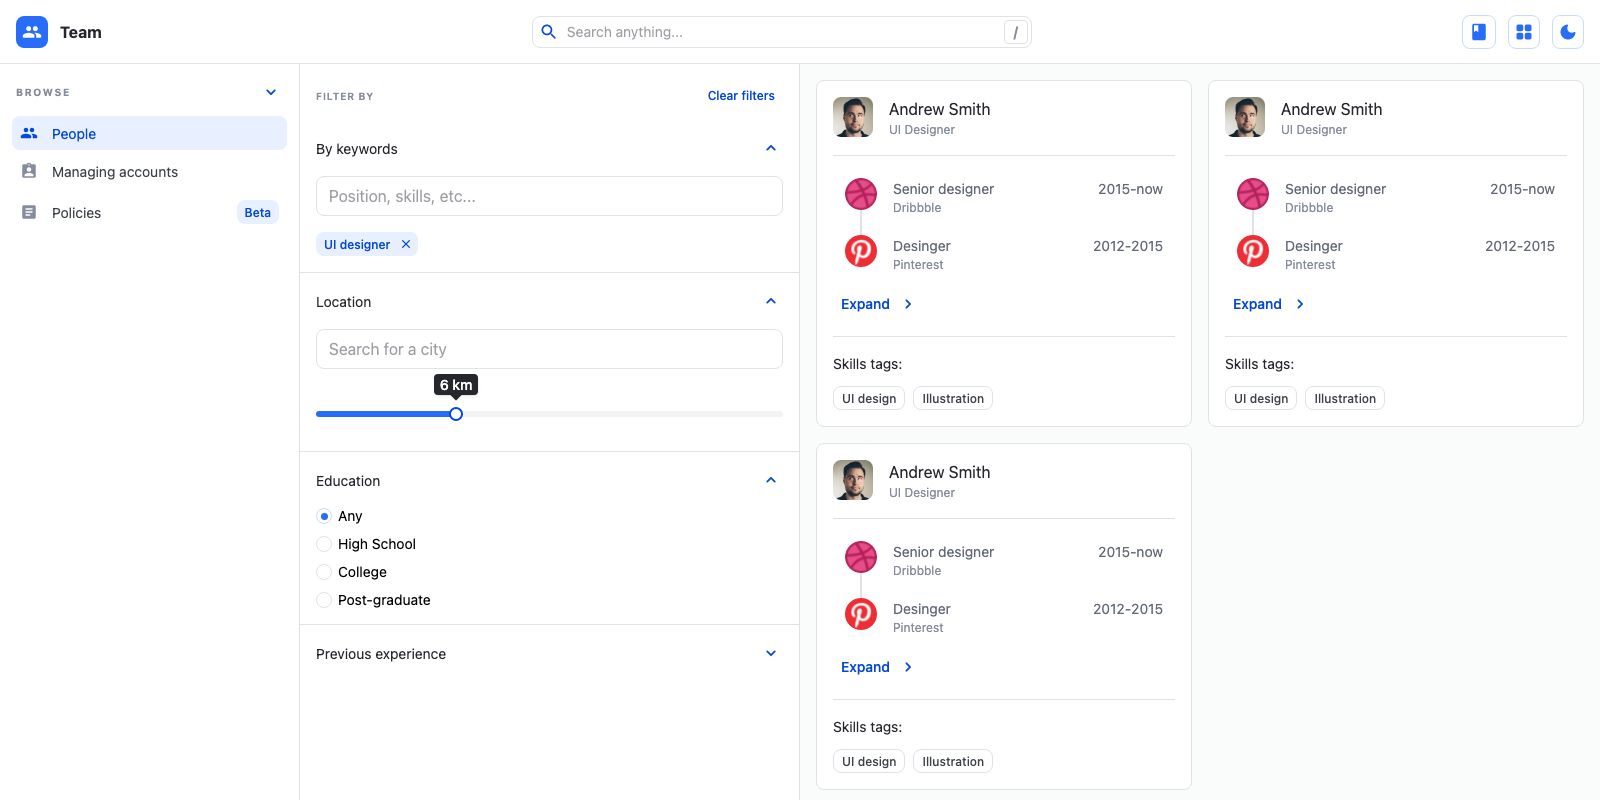 Team
Search anything...
/
BROWSE
People
Managing accounts
Policies
Beta
FILTER BY
Clear filters
By keywords
Position, skills, etc...
UI designer
Location
Search for a city
6 km
Education
Any
High School
College
Post-graduate
Previous experience
Andrew Smith
UI Designer
Senior designer 2015-now
Dribbble
Desinger 2012-2015
Pinterest
Expand
Skills tags:
UI design Illustration
Andrew Smith
UI Designer
Senior designer 2015-now
Dribbble
Desinger 2012-2015
Pinterest
Expand
Skills tags:
UI design Illustration
Andrew Smith
UI Designer
Senior designer 2015-now
Dribbble
Desinger 2012-2015
Pinterest
Expand
Skills tags:
UI design Illustration